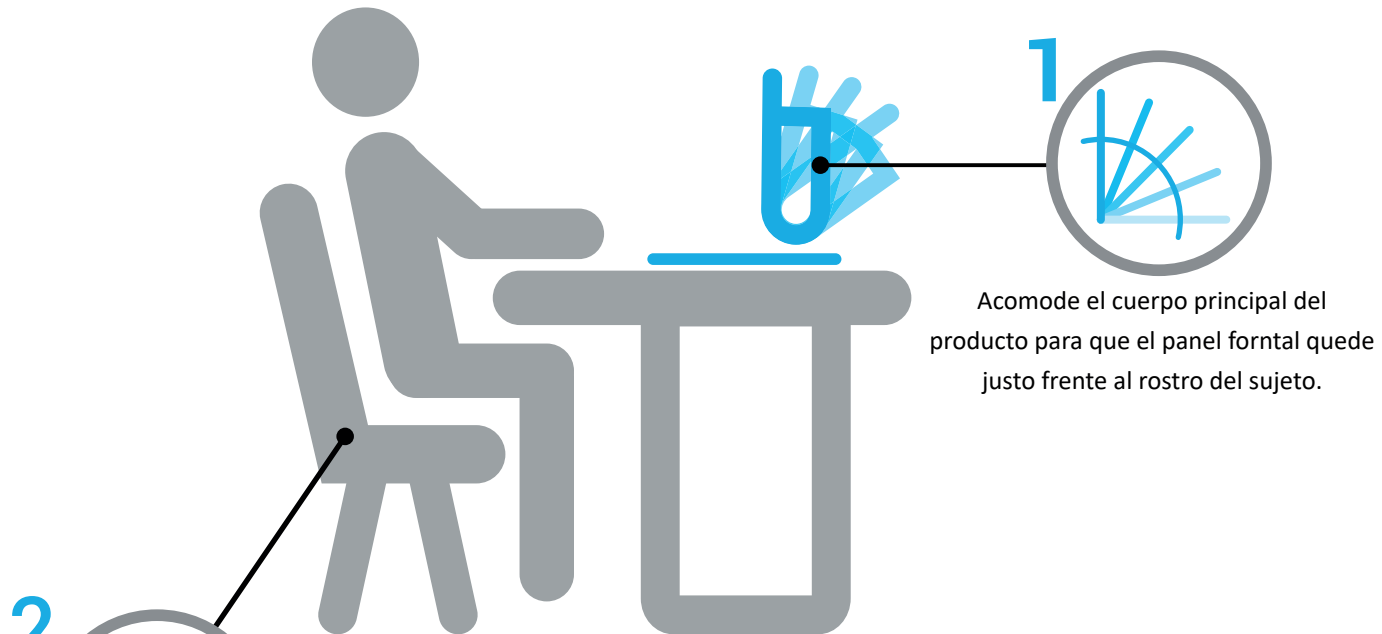 1
Acomode el cuerpo principal del
producto para que el panel forntal quede
justo frente al rostro del sujeto.
2